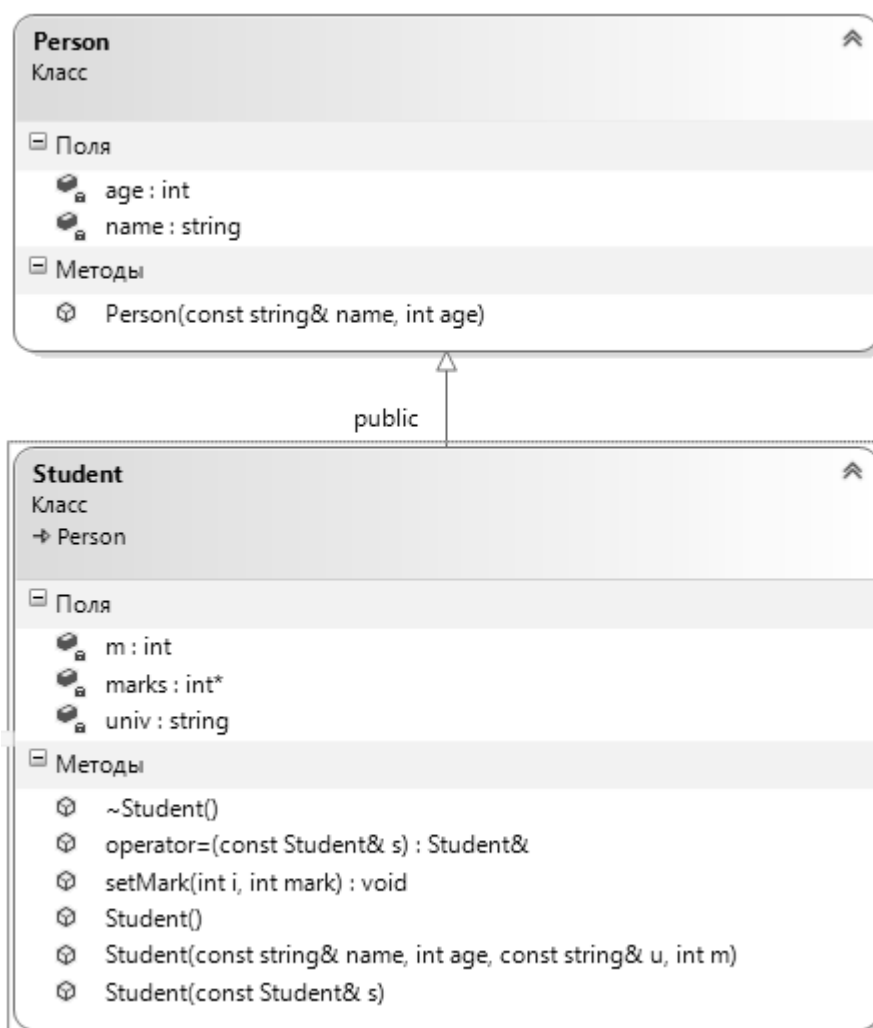 Person
Класс
Поля
age : int
name : string
Методы
Person(const string& name, int age)
public
Student
Класс
Person
Поля
m : int
marks : int*
univ : string
Методы
~Student()
operator=(const Student& s) : Student&
setMark(int i, int mark) : void
Student()
Student(const string& name, int age, const string& u, int m)
Student(const Student& s)